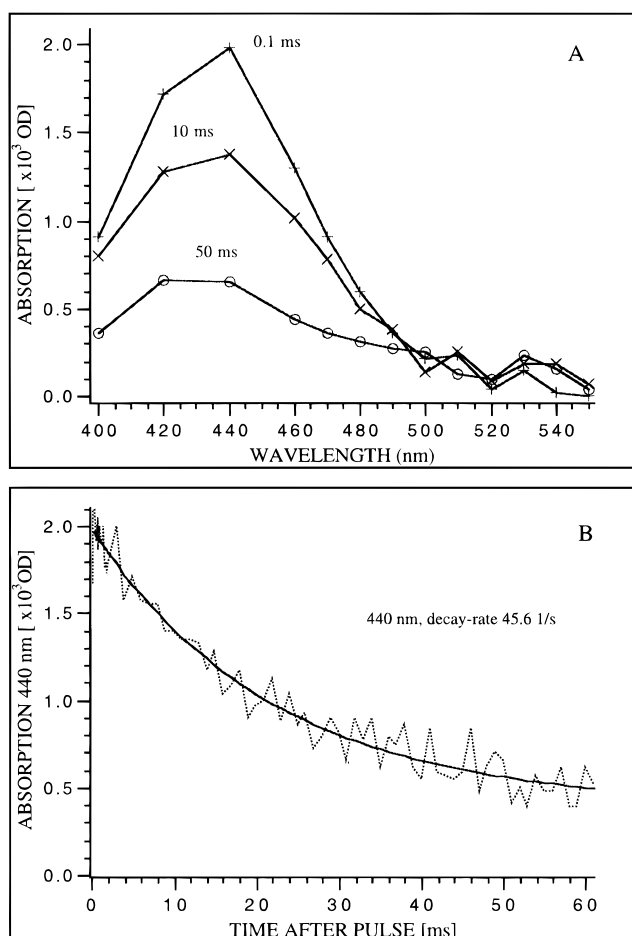 A
0.1 ms
10 ms
50 ms
ABSORPTION [ x10³ OD]
2.0
1.5
1.0
0.5
0.0
400 420 440 460 480 500 520 540
WAVELENGTH (nm)
B
440 nm, decay-rate 45.6 1/s
ABSORPTION 440 nm [ x10³OD]
2.0
1.5
1.0
0.5
0.0
0 10 20 30 40 50 60
TIME AFTER PULSE [ms]